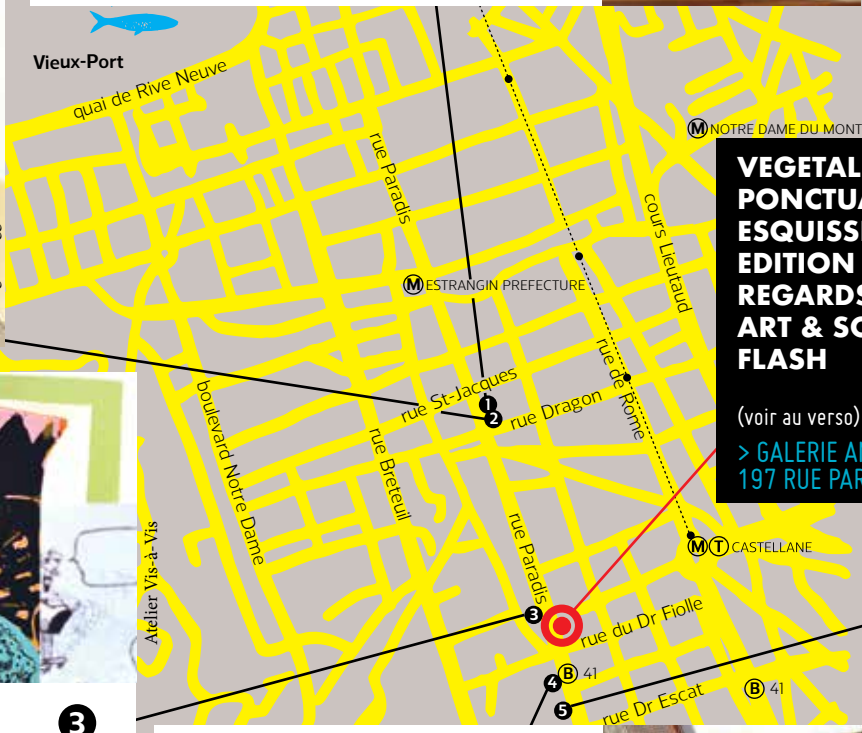 Vieux-Port
quai de Rive Neuve
rue Paradis
M NOTRE DAME DU MONT
cours Lieutaud
M ESTRANGIN PREFECTURE
rue St-Jacques
rue Dragon
rue de Rome
1
2
boulevard Notre Dame
rue Breteuil
rue Paradis
M T CASTELLANE
3
rue du Dr Fiolle
4
B 41
5
rue Dr Escat
B 41
VEGETAL
PONCTUA
ESQUISS
EDITION
REGARDS
ART & SO
FLASH
(voir au verso)
> GALERIE A
197 RUE PAR
Atelier Vis-à-Vis
3